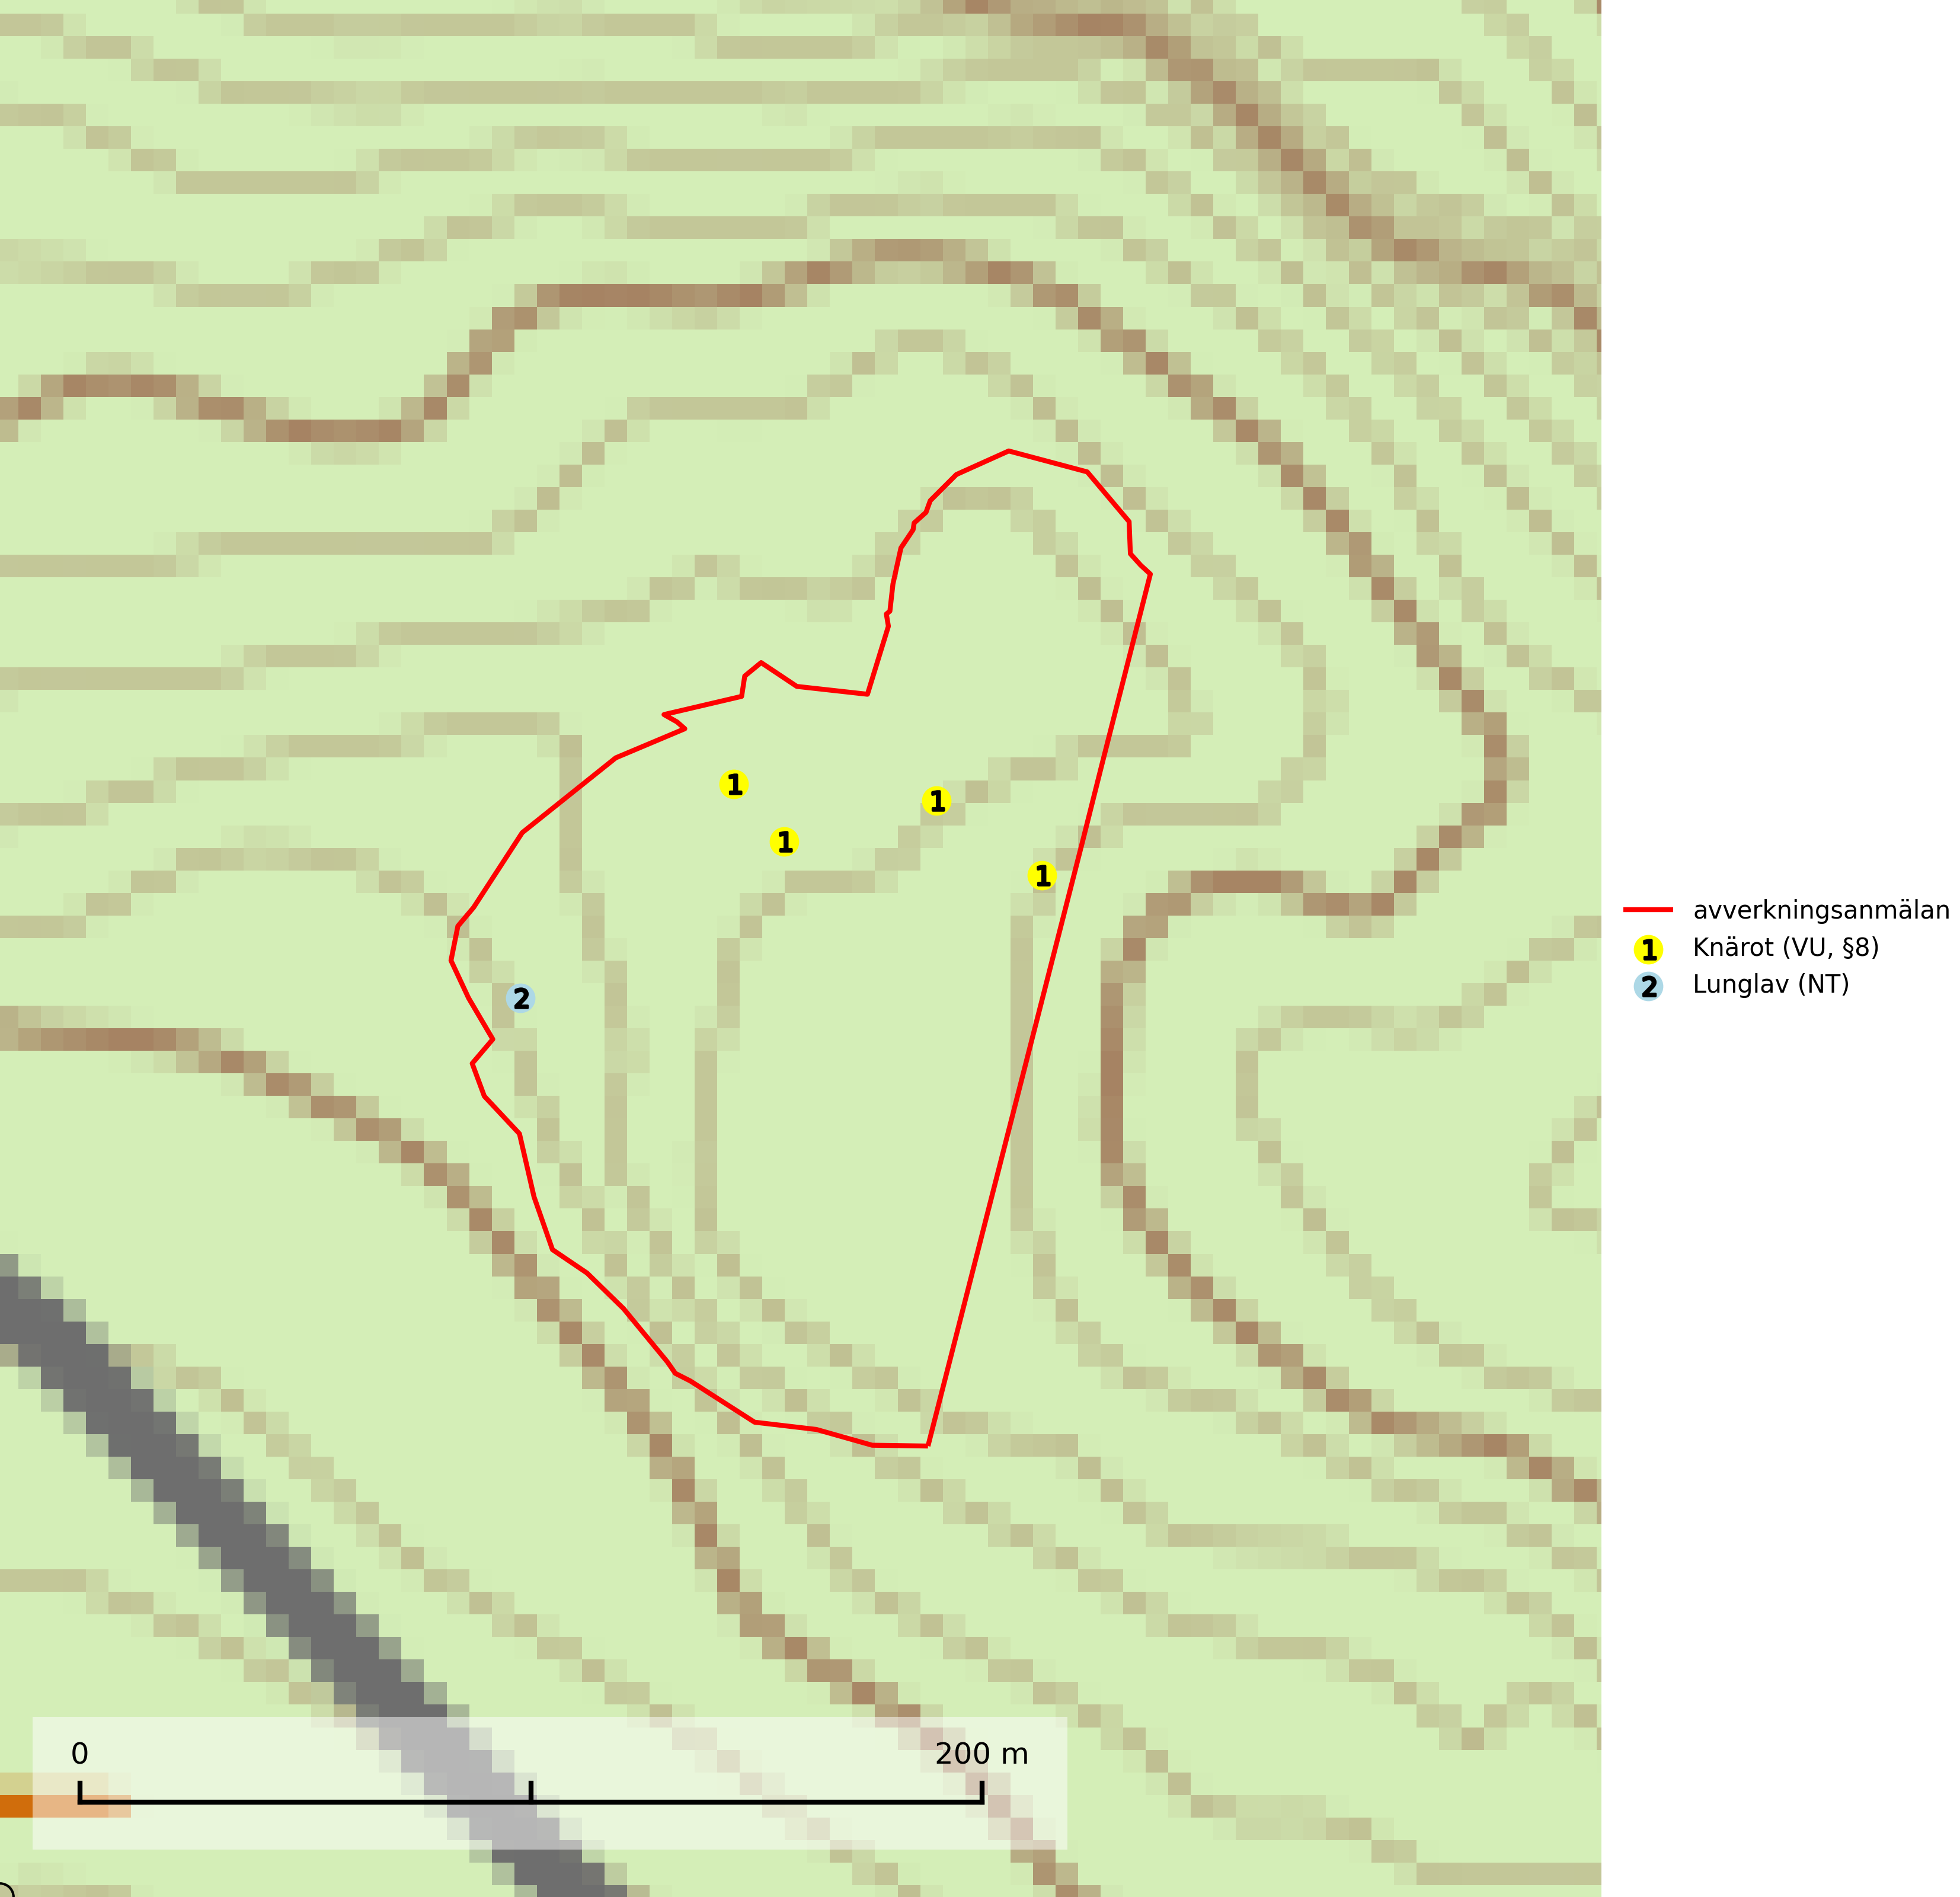 1
1
1
1
2
avverkningsanmälan
1 Knärot (VU, §8)
2 Lunglav (NT)
0 200 m